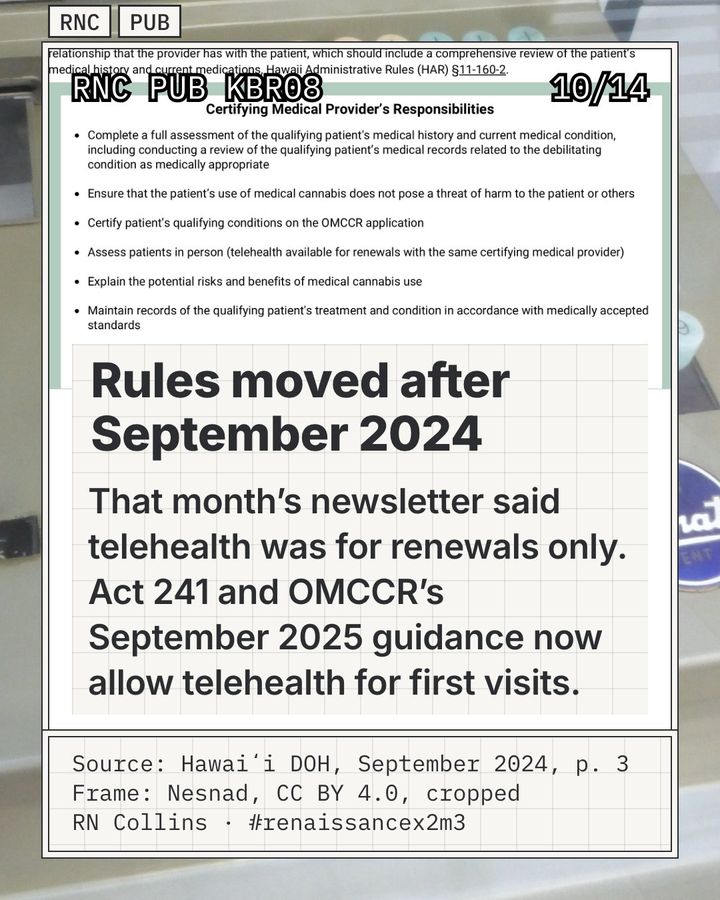 RNC PUB
relationship that the provider has with the patient, which should include a comprehensive review of the patient's
medical history and current medications. Hawaii Administrative Rules (HAR) §11-160-2.
RNC PUB KBR08 10/14
Certifying Medical Provider's Responsibilities
• Complete a full assessment of the qualifying patient's medical history and current medical condition,
including conducting a review of the qualifying patient's medical records related to the debilitating
condition as medically appropriate
• Ensure that the patient's use of medical cannabis does not pose a threat of harm to the patient or others
• Certify patient's qualifying conditions on the OMCCR application
• Assess patients in person (telehealth available for renewals with the same certifying medical provider)
• Explain the potential risks and benefits of medical cannabis use
• Maintain records of the qualifying patient's treatment and condition in accordance with medically accepted
standards
Rules moved after
September 2024
That month's newsletter said
telehealth was for renewals only.
Act 241 and OMCCR's
September 2025 guidance now
allow telehealth for first visits.
Source: Hawaiʻi DOH, September 2024, p. 3
Frame: Nesnad, CC BY 4.0, cropped
RN Collins · #renaissancex2m3